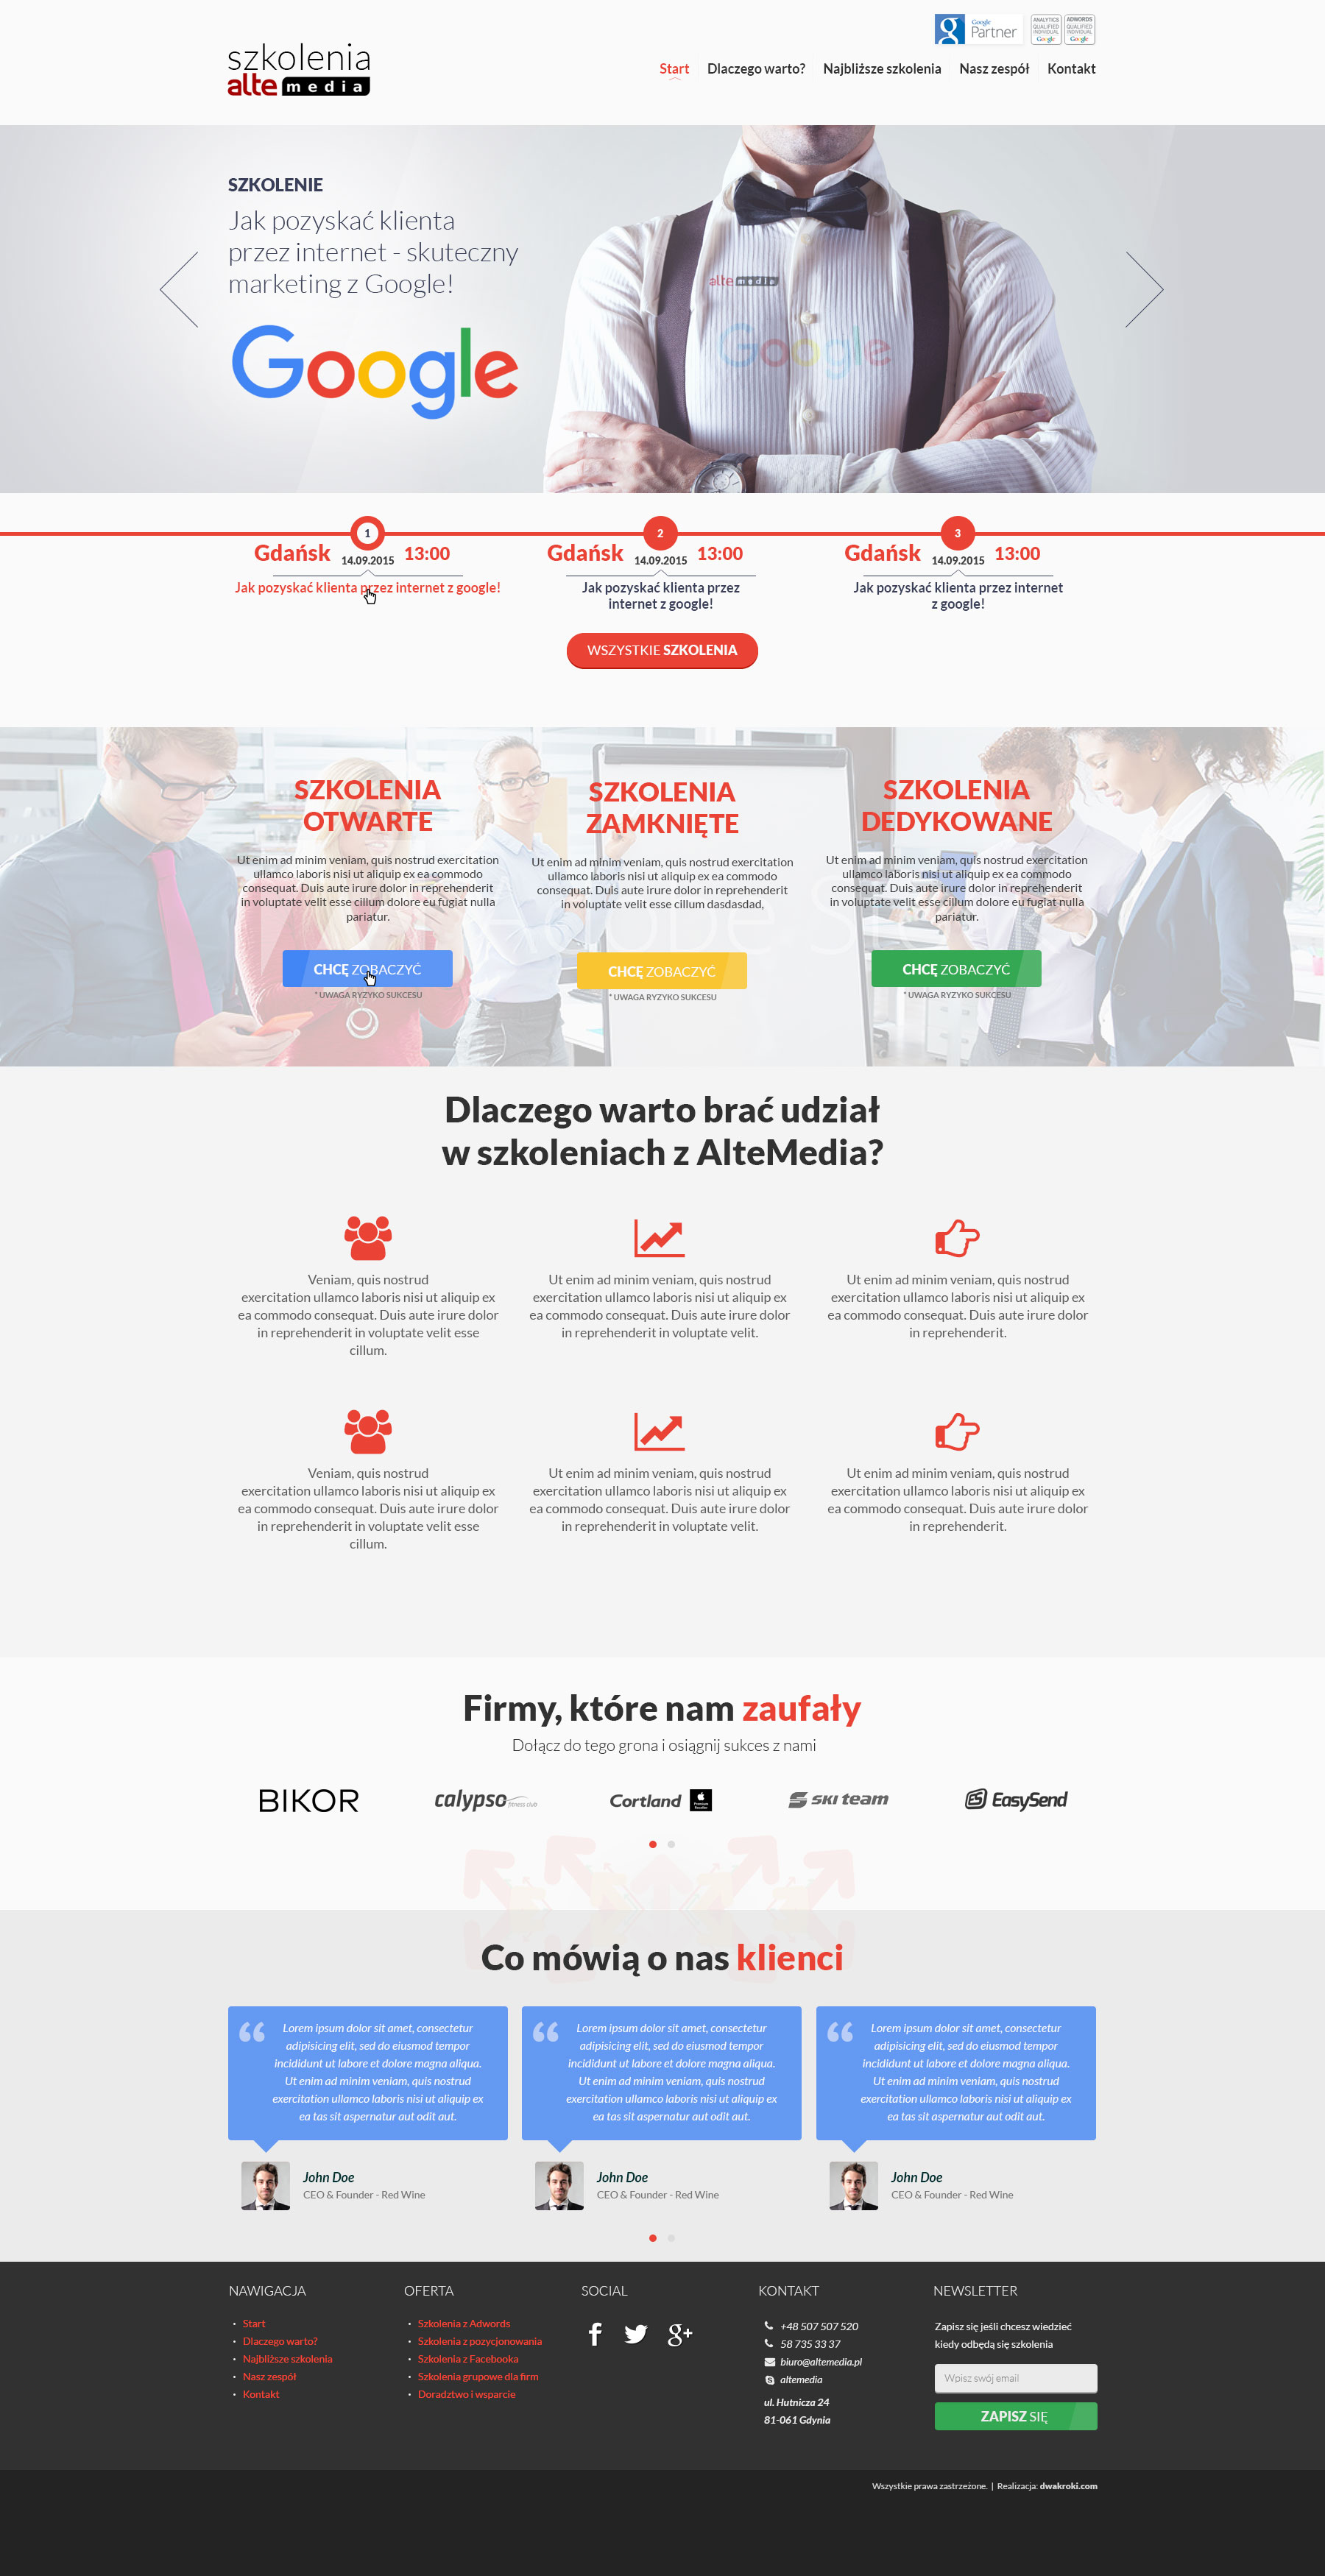 szkolenia
alte media
Google
Partner
ANALYTICS
QUALIFIED
INDIVIDUAL
Google
ADWORDS
QUALIFIED
INDIVIDUAL
Google
Start
Dlaczego warto?
Najbliższe szkolenia
Nasz zespół
Kontakt
SZKOLENIE
Jak pozyskać klienta
przez internet - skuteczny
marketing z Google!
Google
alte media
Google
1
Gdańsk 14.09.2015 13:00
Jak pozyskać klienta przez internet z google!
2
Gdańsk 14.09.2015 13:00
Jak pozyskać klienta przez
internet z google!
3
Gdańsk 14.09.2015 13:00
Jak pozyskać klienta przez internet
z google!
WSZYSTKIE SZKOLENIA
SZKOLENIA
OTWARTE
Ut enim ad minim veniam, quis nostrud exercitation
ullamco laboris nisi ut aliquip ex ea commodo
consequat. Duis aute irure dolor in reprehenderit
in voluptate velit esse cillum dolore eu fugiat nulla
pariatur.
CHCĘ ZOBACZYĆ
* UWAGA RYZYKO SUKCESU
SZKOLENIA
ZAMKNIĘTE
Ut enim ad minim veniam, quis nostrud exercitation
ullamco laboris nisi ut aliquip ex ea commodo
consequat. Duis aute irure dolor in reprehenderit
in voluptate velit esse cillum dasdasdad,
CHCĘ ZOBACZYĆ
* UWAGA RYZYKO SUKCESU
SZKOLENIA
DEDYKOWANE
Ut enim ad minim veniam, quis nostrud exercitation
ullamco laboris nisi ut aliquip ex ea commodo
consequat. Duis aute irure dolor in reprehenderit
in voluptate velit esse cillum dolore eu fugiat nulla
pariatur.
CHCĘ ZOBACZYĆ
* UWAGA RYZYKO SUKCESU
Dlaczego warto brać udział
w szkoleniach z AlteMedia?
Veniam, quis nostrud
exercitation ullamco laboris nisi ut aliquip ex
ea commodo consequat. Duis aute irure dolor
in reprehenderit in voluptate velit esse
cillum.
Ut enim ad minim veniam, quis nostrud
exercitation ullamco laboris nisi ut aliquip ex
ea commodo consequat. Duis aute irure dolor
in reprehenderit in voluptate velit.
Ut enim ad minim veniam, quis nostrud
exercitation ullamco laboris nisi ut aliquip ex
ea commodo consequat. Duis aute irure dolor
in reprehenderit.
Veniam, quis nostrud
exercitation ullamco laboris nisi ut aliquip ex
ea commodo consequat. Duis aute irure dolor
in reprehenderit in voluptate velit esse
cillum.
Ut enim ad minim veniam, quis nostrud
exercitation ullamco laboris nisi ut aliquip ex
ea commodo consequat. Duis aute irure dolor
in reprehenderit in voluptate velit.
Ut enim ad minim veniam, quis nostrud
exercitation ullamco laboris nisi ut aliquip ex
ea commodo consequat. Duis aute irure dolor
in reprehenderit.
Firmy, które nam zaufały
Dołącz do tego grona i osiągnij sukces z nami
BIKOR
calypso fitness club
Cortland
Premium
Reseller
SKI TEAM
EasySend
Co mówią o nas klienci
Lorem ipsum dolor sit amet, consectetur
adipisicing elit, sed do eiusmod tempor
incididunt ut labore et dolore magna aliqua.
Ut enim ad minim veniam, quis nostrud
exercitation ullamco laboris nisi ut aliquip ex
ea tas sit aspernatur aut odit aut.
John Doe
CEO & Founder - Red Wine
Lorem ipsum dolor sit amet, consectetur
adipisicing elit, sed do eiusmod tempor
incididunt ut labore et dolore magna aliqua.
Ut enim ad minim veniam, quis nostrud
exercitation ullamco laboris nisi ut aliquip ex
ea tas sit aspernatur aut odit aut.
John Doe
CEO & Founder - Red Wine
Lorem ipsum dolor sit amet, consectetur
adipisicing elit, sed do eiusmod tempor
incididunt ut labore et dolore magna aliqua.
Ut enim ad minim veniam, quis nostrud
exercitation ullamco laboris nisi ut aliquip ex
ea tas sit aspernatur aut odit aut.
John Doe
CEO & Founder - Red Wine
NAWIGACJA
Start
Dlaczego warto?
Najbliższe szkolenia
Nasz zespół
Kontakt
OFERTA
Szkolenia z Adwords
Szkolenia z pozycjonowania
Szkolenia z Facebooka
Szkolenia grupowe dla firm
Doradztwo i wsparcie
SOCIAL
KONTAKT
+48 507 507 520
58 735 33 37
biuro@altemedia.pl
altemedia
ul. Hutnicza 24
81-061 Gdynia
NEWSLETTER
Zapisz się jeśli chcesz wiedzieć
kiedy odbędą się szkolenia
Wpisz swój email
ZAPISZ SIĘ
Wszystkie prawa zastrzeżone. | Realizacja: dwakroki.com